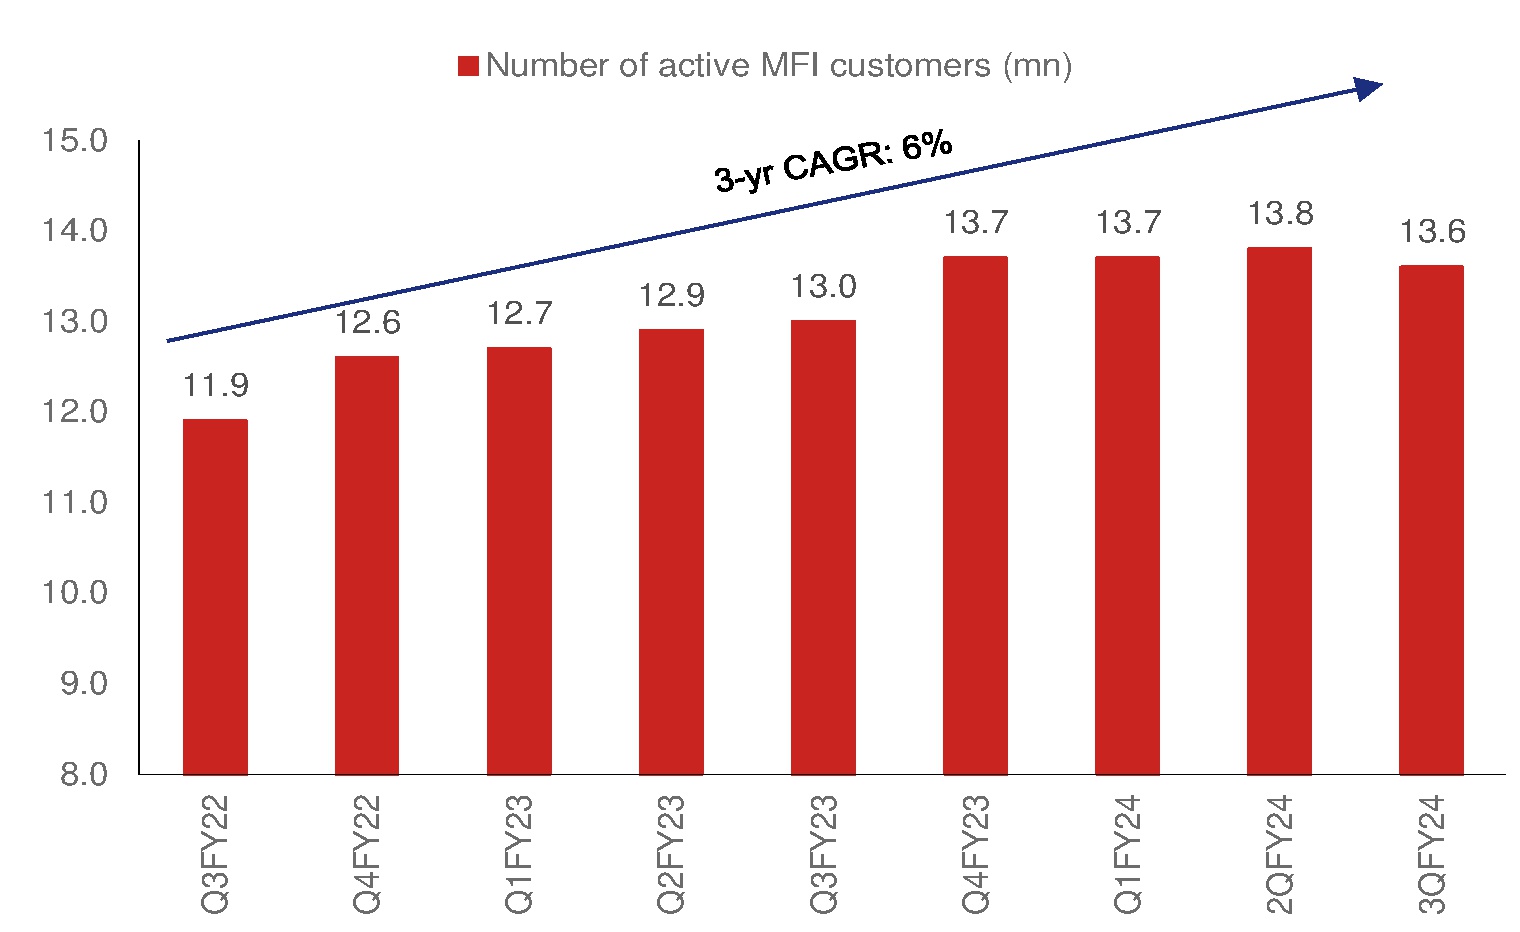 Number of active MFI customers (mn)
3-yr CAGR: 6%
15.0
14.0
13.0
12.0
11.0
10.0
9.0
8.0
11.9
12.6
12.7
12.9
13.0
13.7
13.7
13.8
13.6
Q3FY22
Q4FY22
Q1FY23
Q2FY23
Q3FY23
Q4FY23
Q1FY24
2QFY24
3QFY24